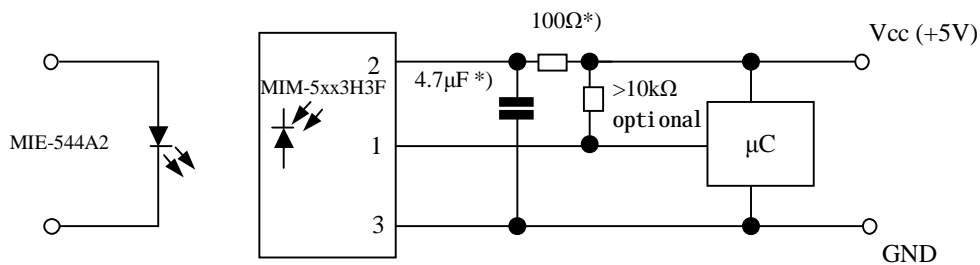 100Ω*)
Vcc (+5V)
2
4.7μF *)
MIM-5xx3H3F
>10kΩ
optional
MIE-544A2
1
μC
3
GND